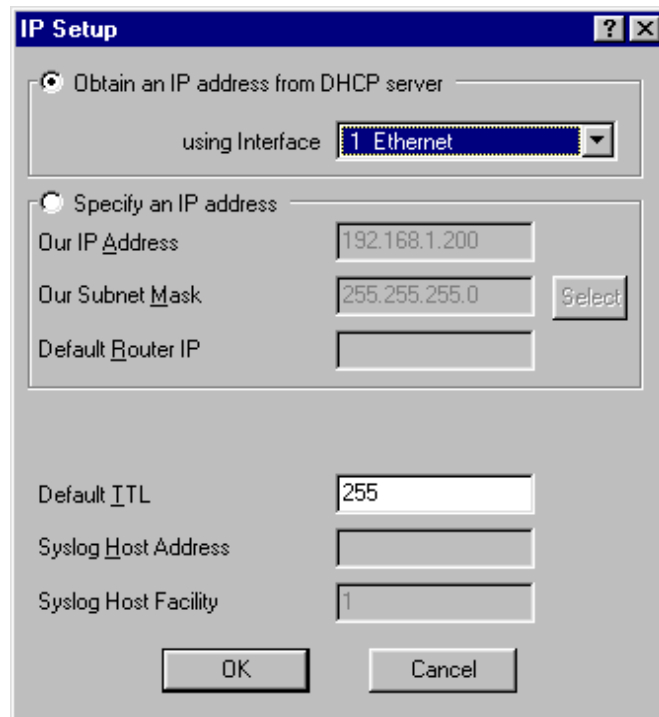 IP Setup
Obtain an IP address from DHCP server
using Interface 1 Ethernet
Specify an IP address
Our IP Address 192.168.1.200
Our Subnet Mask 255.255.255.0 Select
Default Router IP
Default TTL 255
Syslog Host Address
Syslog Host Facility 1
OK Cancel